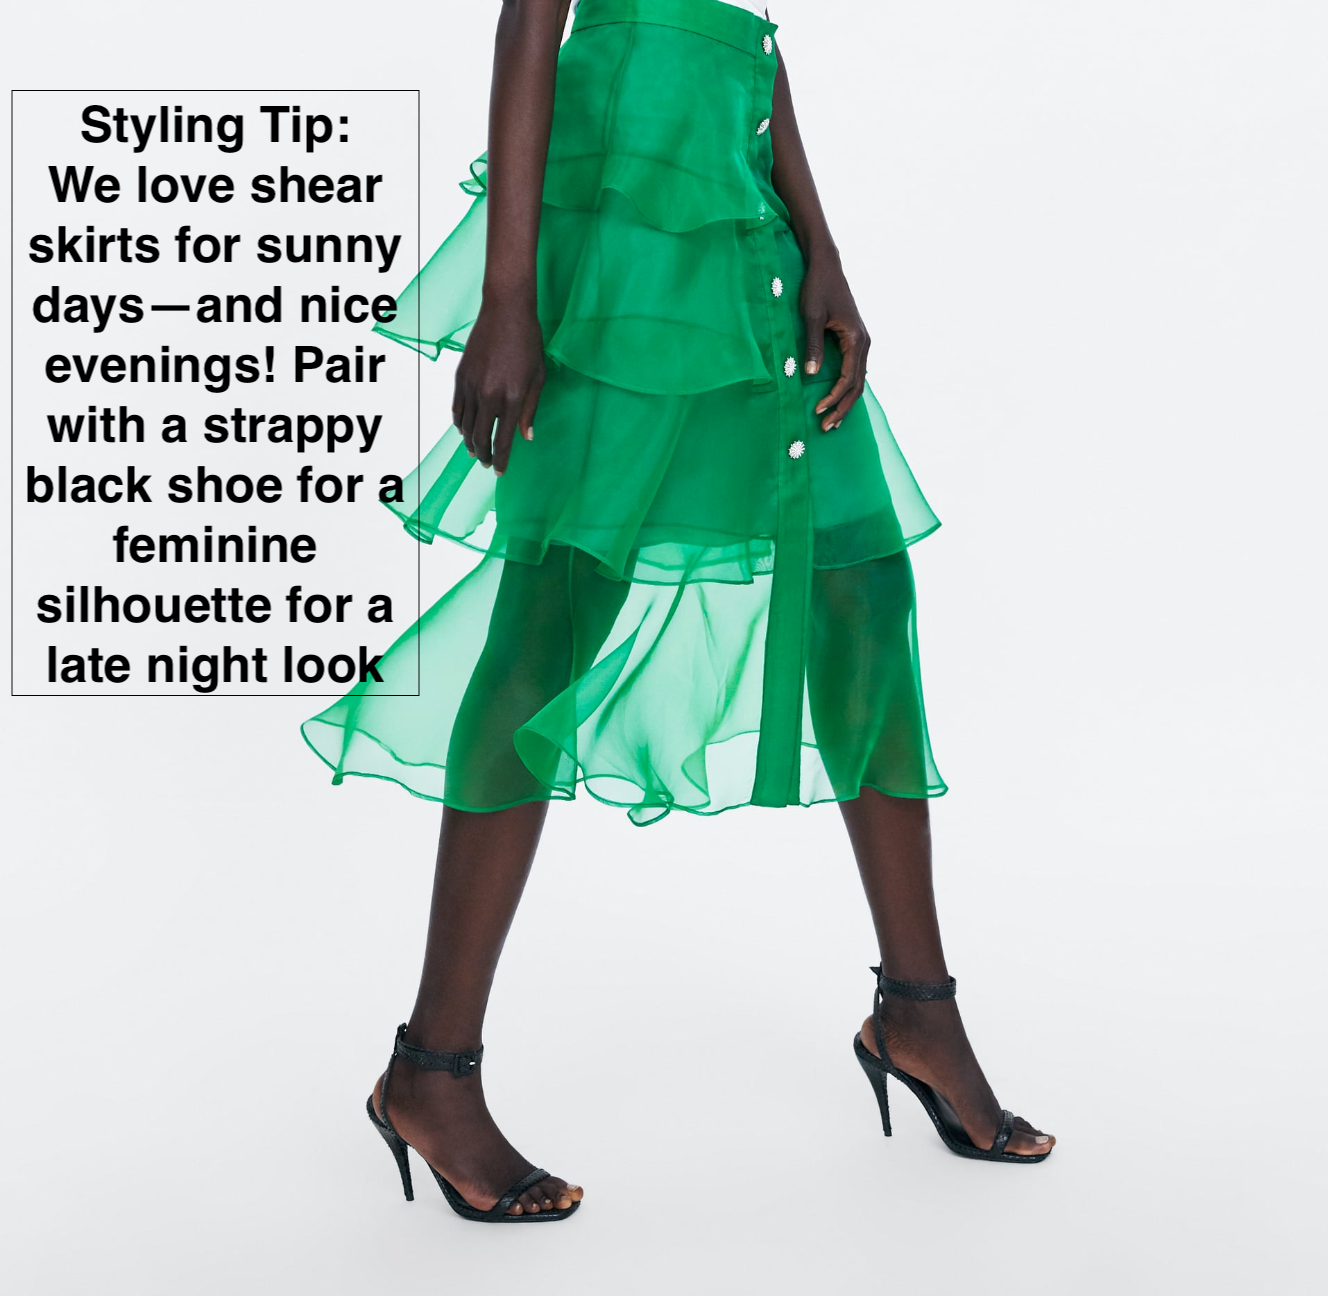 Styling Tip:
We love shear
skirts for sunny
days—and nice
evenings! Pair
with a strappy
black shoe for a
feminine
silhouette for a
late night look